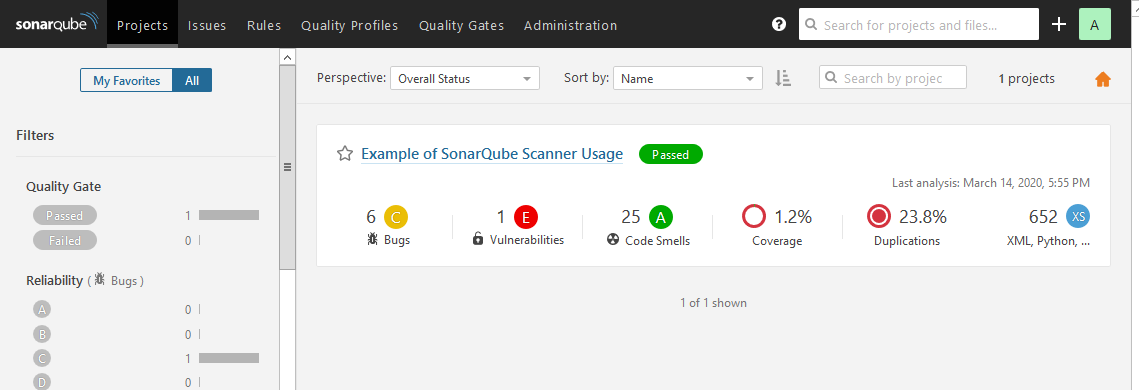 sonarqube Projects Issues Rules Quality Profiles Quality Gates Administration ? Search for projects and files... A
My Favorites All
Perspective: Overall Status Sort by: Name Search by projec 1 projects
Filters
Quality Gate
Passed 1
Failed 0
Reliability ( Bugs )
A 0
B 0
C 1
D 0
Example of SonarQube Scanner Usage Passed
Last analysis: March 14, 2020, 5:55 PM
6 C 1 E 25 A 1.2% 23.8% 652 XS
Bugs Vulnerabilities Code Smells Coverage Duplications XML, Python, ...
1 of 1 shown